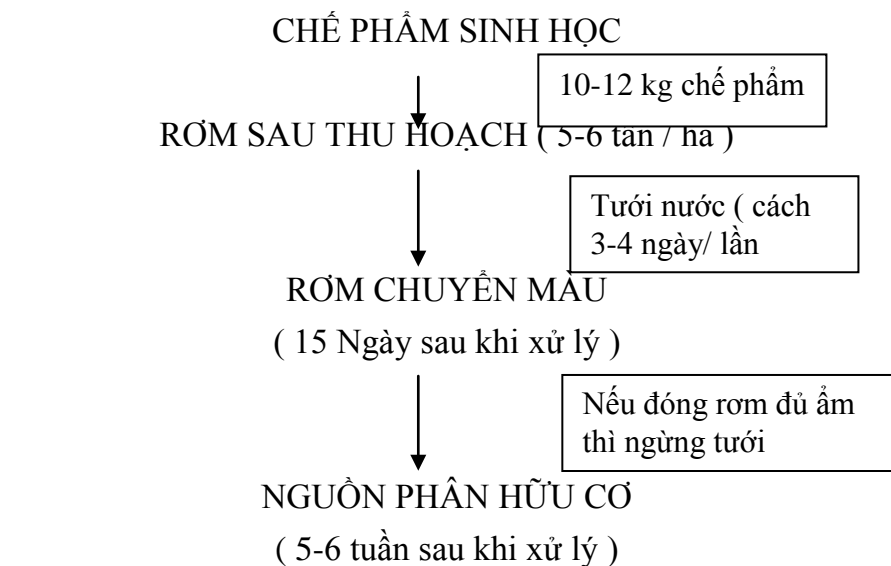 CHẾ PHẨM SINH HỌC
10-12 kg chế phẩm
RƠM SAU THU HOẠCH ( 5-6 tấn / ha )
Tưới nước ( cách
3-4 ngày/ lần
RƠM CHUYỂN MÀU
( 15 Ngày sau khi xử lý )
Nếu đóng rơm đủ ẩm
thì ngừng tưới
NGUỒN PHÂN HỮU CƠ
( 5-6 tuần sau khi xử lý )